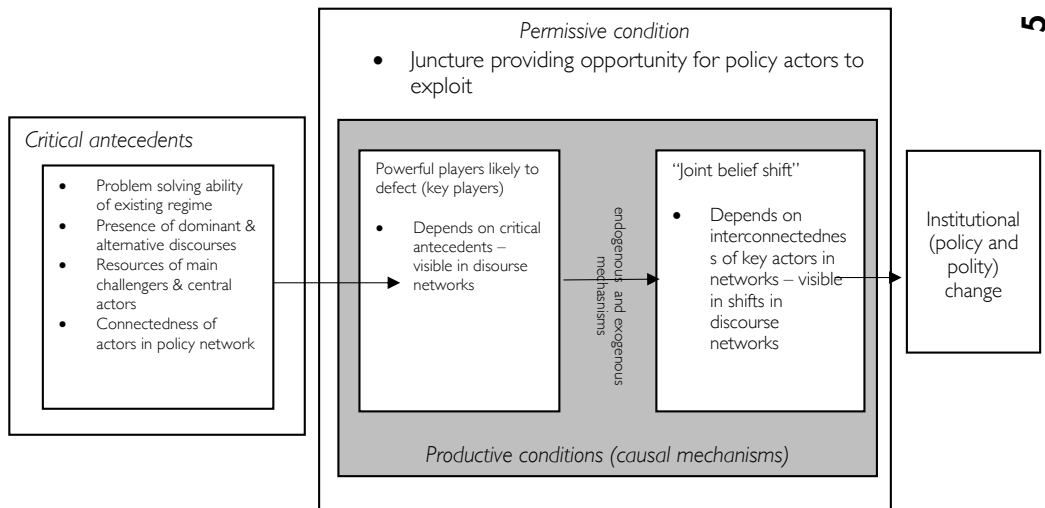 5
Permissive condition
• Juncture providing opportunity for policy actors to
exploit
Critical antecedents
• Problem solving ability
of existing regime
• Presence of dominant &
alternative discourses
• Resources of main
challengers & central
actors
• Connectedness of
actors in policy network
Powerful players likely to
defect (key players)
• Depends on critical
antecedents –
visible in disourse
networks
endogenous and exogenous
mechasnisms
“Joint belief shift”
• Depends on
interconnectednes
s of key actors in
networks – visible
in shifts in
discourse
networks
Productive conditions (causal mechanisms)
Institutional
(policy and
polity)
change